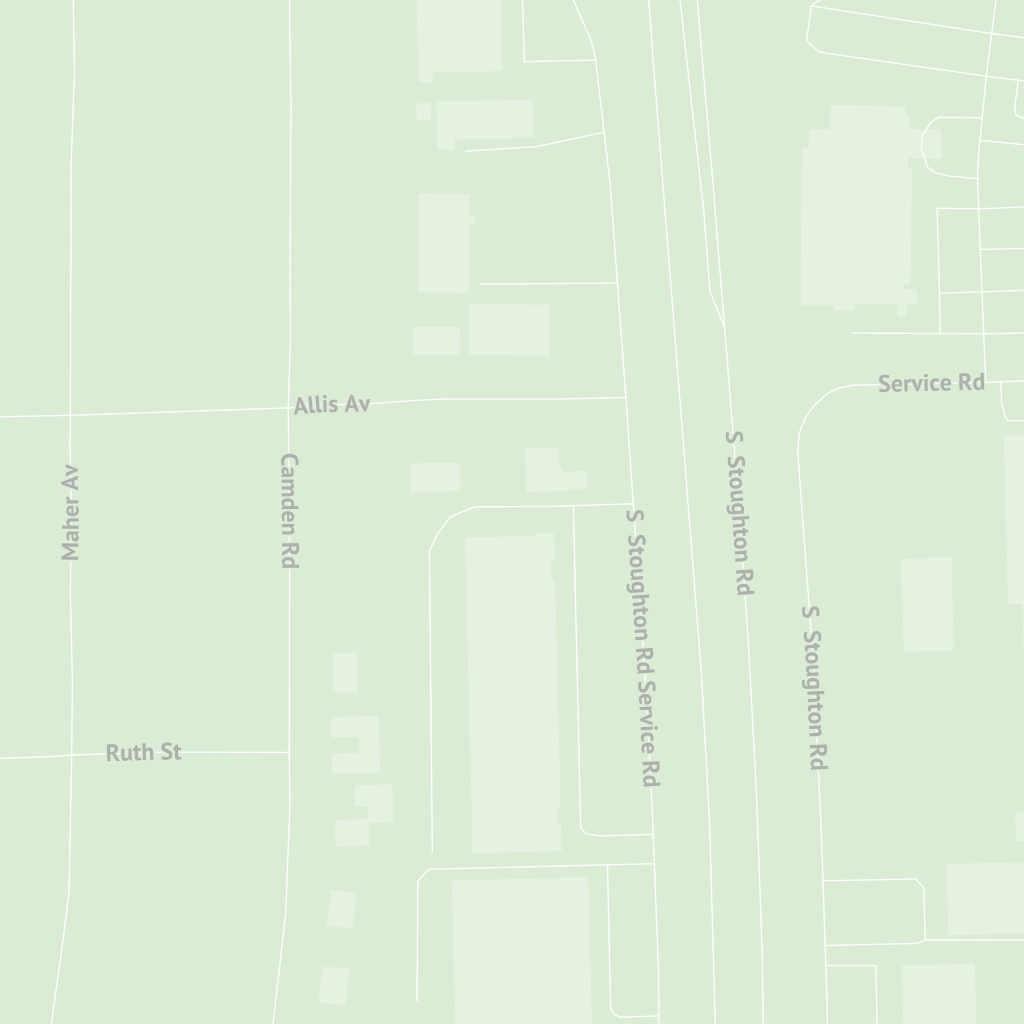 Service Rd
Allis Av
Maher Av
Camden Rd
S Stoughton Rd
S Stoughton Rd Service Rd
S Stoughton Rd
Ruth St